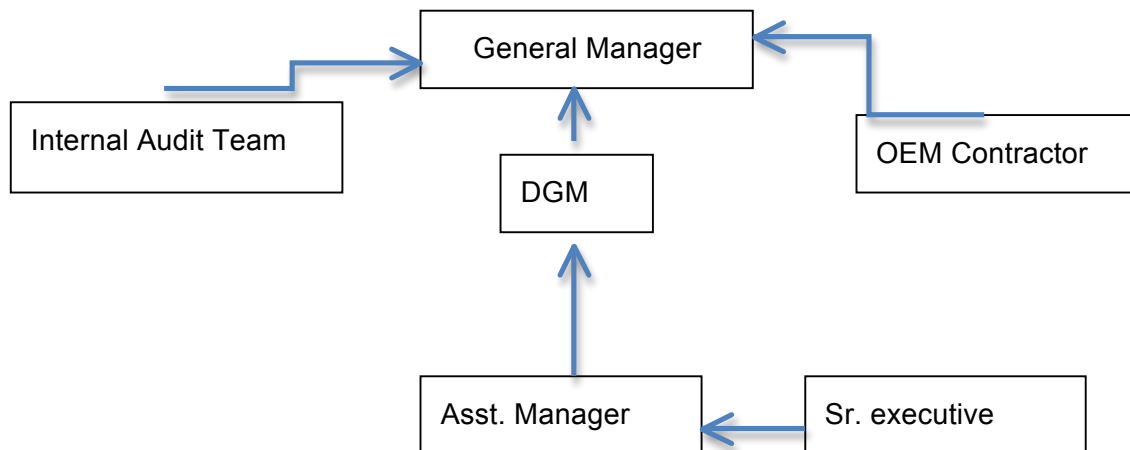 General Manager
Internal Audit Team
OEM Contractor
DGM
Asst. Manager
Sr. executive